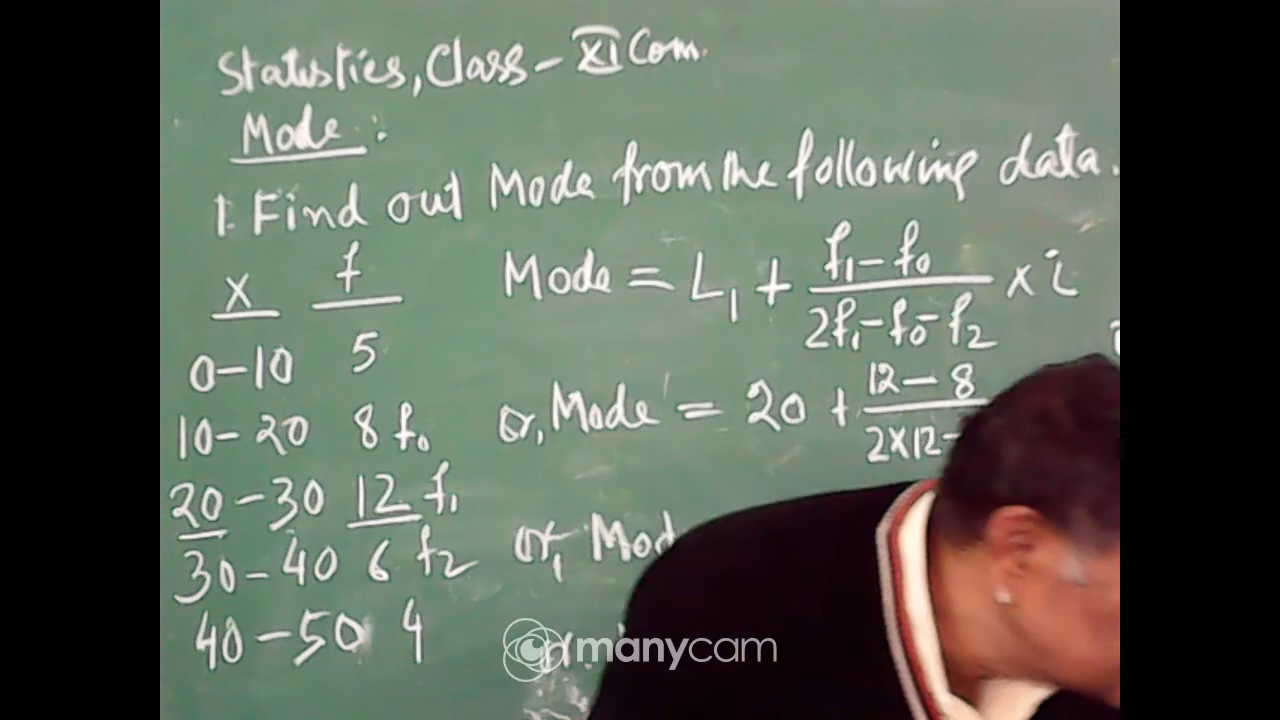 Statistics, Class - XI Com.
Mode :
1. Find out Mode from the following data.
x f
0-10 5
10-20 8 f₀
20-30 12 f₁
30-40 6 f₂
40-50 4
Mode = L₁ + (f₁-f₀)/(2f₁-f₀-f₂) × i
or, Mode = 20 + (12-8)/(2×12-
or,
manycam